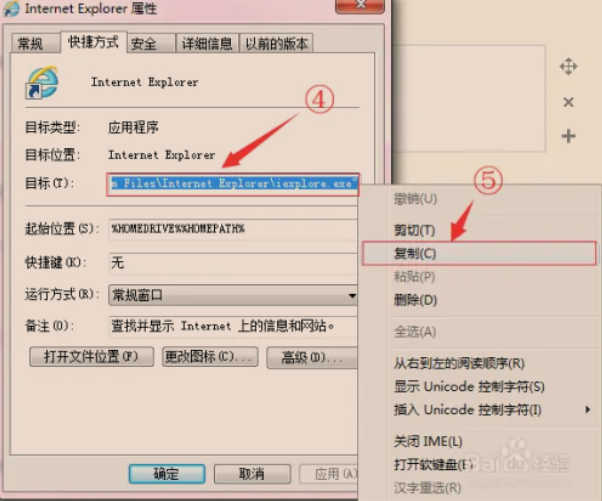 Internet Explorer 属性
常规 快捷方式 安全 详细信息 以前的版本
Internet Explorer
④
目标类型: 应用程序
目标位置: Internet Explorer
目标(T): m Files\Internet Explorer\iexplore.exe"
起始位置(S): %HOMEDRIVE%%HOMEPATH%
快捷键(K): 无
运行方式(R): 常规窗口
备注(O): 查找并显示 Internet 上的信息和网站。
打开文件位置(F) 更改图标(C)... 高级(D)...
确定 取消 应用(A)
⑤
撤销(U)
剪切(T)
复制(C)
粘贴(P)
删除(D)
全选(A)
从右到左的阅读顺序(R)
显示 Unicode 控制字符(S)
插入 Unicode 控制字符(I)
关闭 IME(L)
打开软键盘(E)
汉字重选(R)
Baidu经验